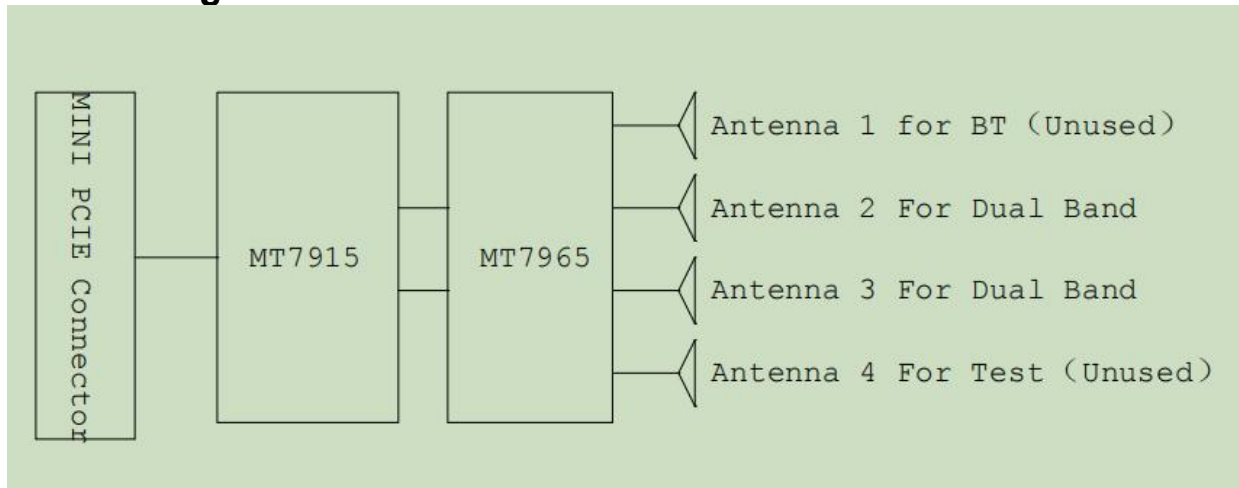 MINI PCIE Connector
MT7915
MT7965
Antenna 1 for BT（Unused）
Antenna 2 For Dual Band
Antenna 3 For Dual Band
Antenna 4 For Test（Unused）